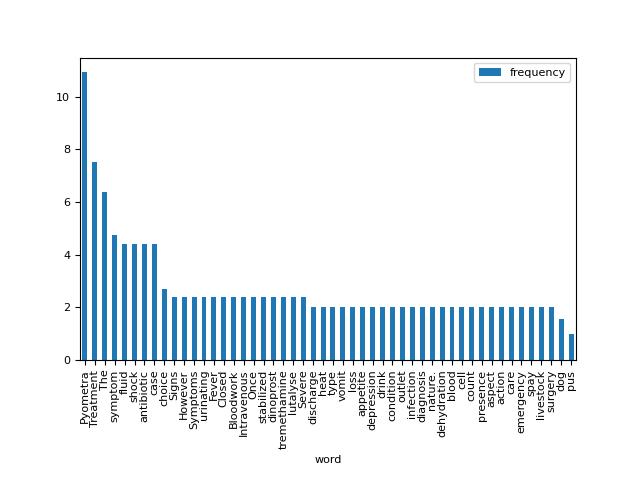 frequency
10
8
6
4
2
0
Pyometra
Treatment
The
symptom
fluid
shock
antibiotic
case
choice
Signs
However
Symptoms
urinating
Fever
Closed
Bloodwork
Intravenous
Once
stabilized
dinoprost
tremethamine
lutalyse
Severe
discharge
heat
type
vomit
loss
appetite
depression
drink
condition
outlet
infection
diagnosis
nature.
dehydration
blood
cell
count
presence
aspect
action
care
emergency
spay
livestock
surgery
dog
pus
word